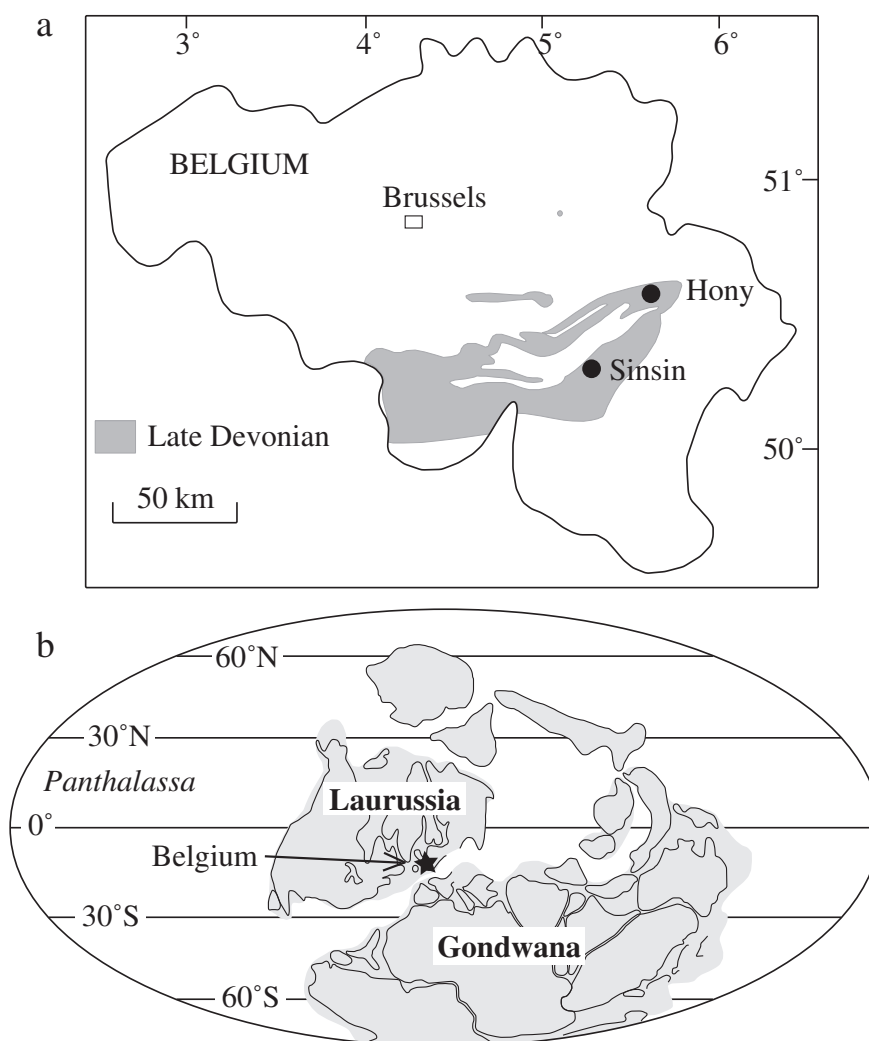 a
3˚ 4˚ 5˚ 6˚
BELGIUM
51˚
Brussels
Hony
Sinsin
Late Devonian
50˚
50 km
b
60˚N
30˚N
Panthalassa
Laurussia
0˚
Belgium
30˚S
Gondwana
60˚S